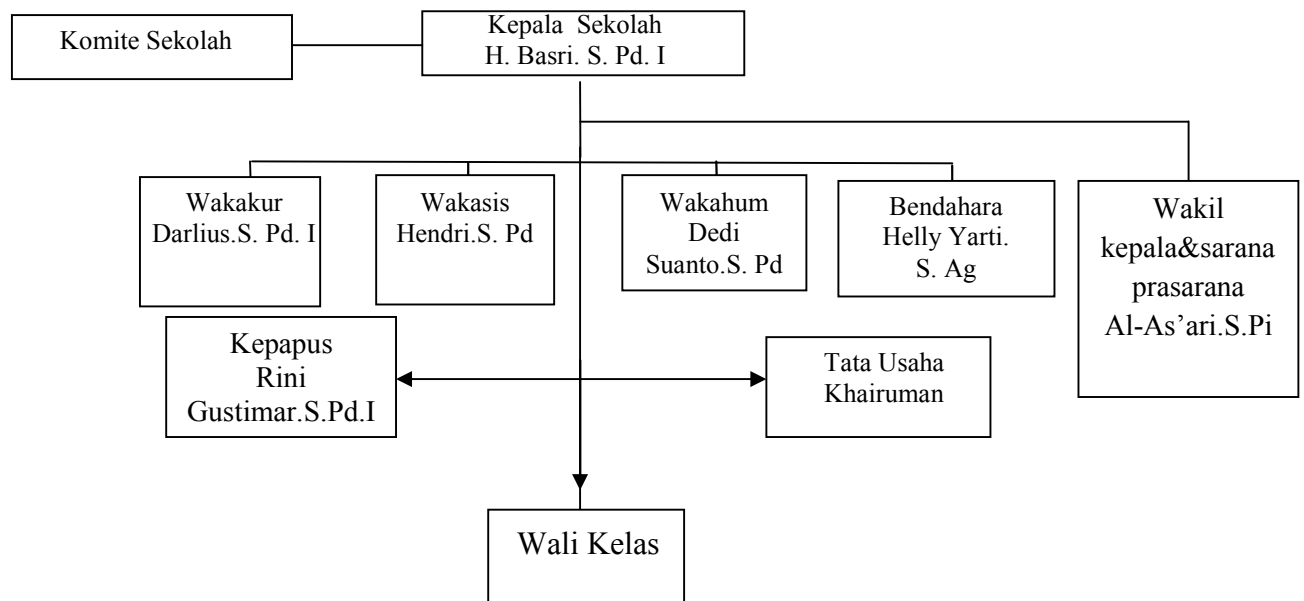 Komite Sekolah
Kepala Sekolah
H. Basri. S. Pd. I
Wakakur
Darlius.S. Pd. I
Wakasis
Hendri.S. Pd
Wakahum
Dedi
Suanto.S. Pd
Bendahara
Helly Yarti.
S. Ag
Wakil
kepala&sarana
prasarana
Al-As’ari.S.Pi
Kepapus
Rini
Gustimar.S.Pd.I
Tata Usaha
Khairuman
Wali Kelas